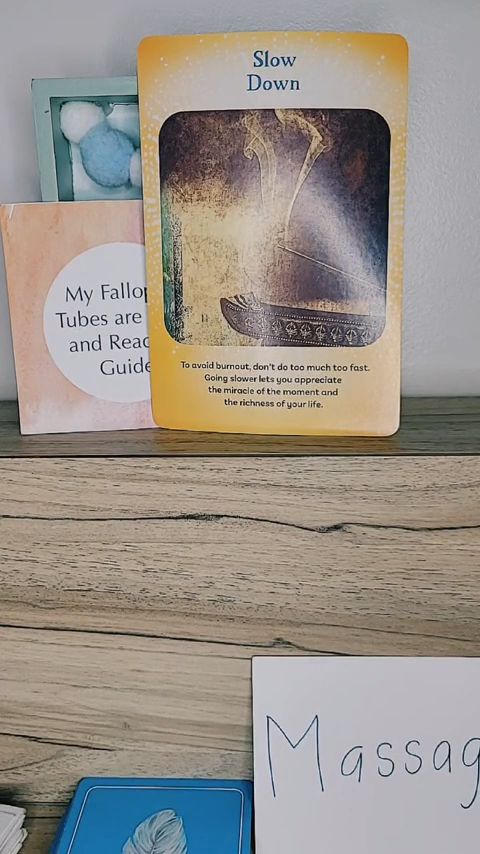 Slow
Down
To avoid burnout, don't do too much too fast.
Going slower lets you appreciate
the miracle of the moment and
the richness of your life.
My Fallop
Tubes are
and Read
Guide
Massag